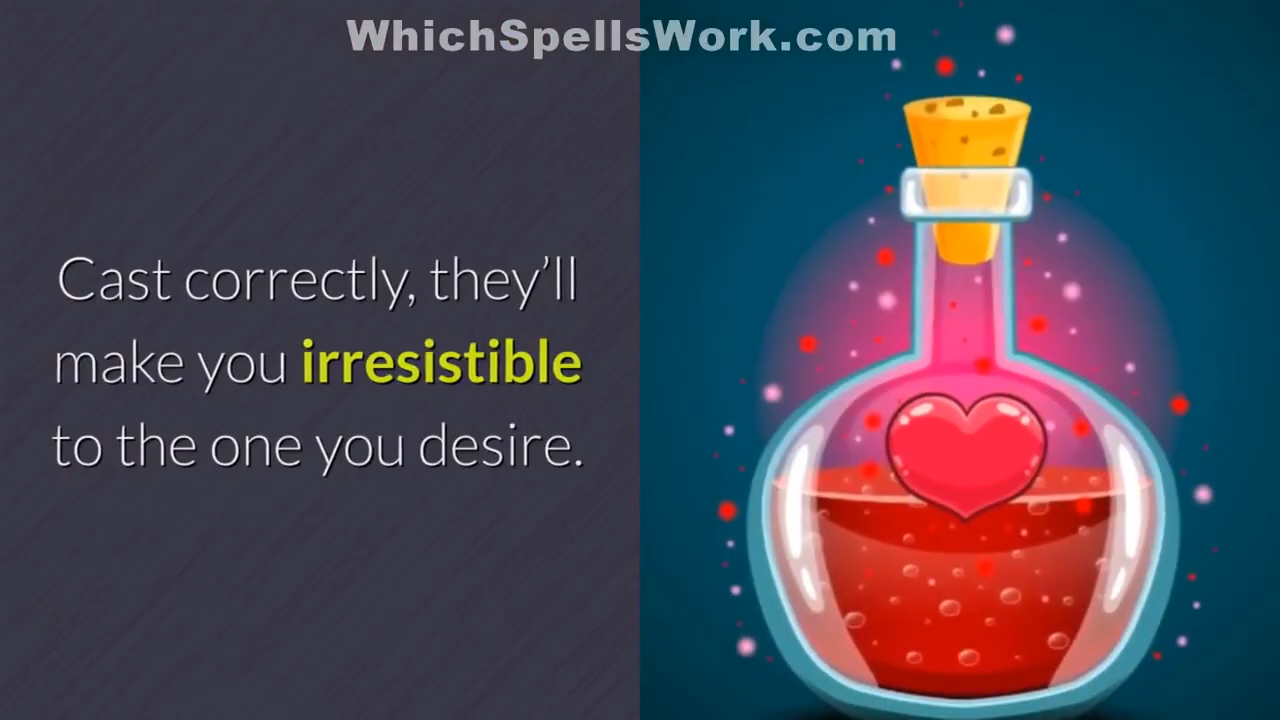 WhichSpellsWork.com
Cast correctly, they’ll
make you irresistible
to the one you desire.